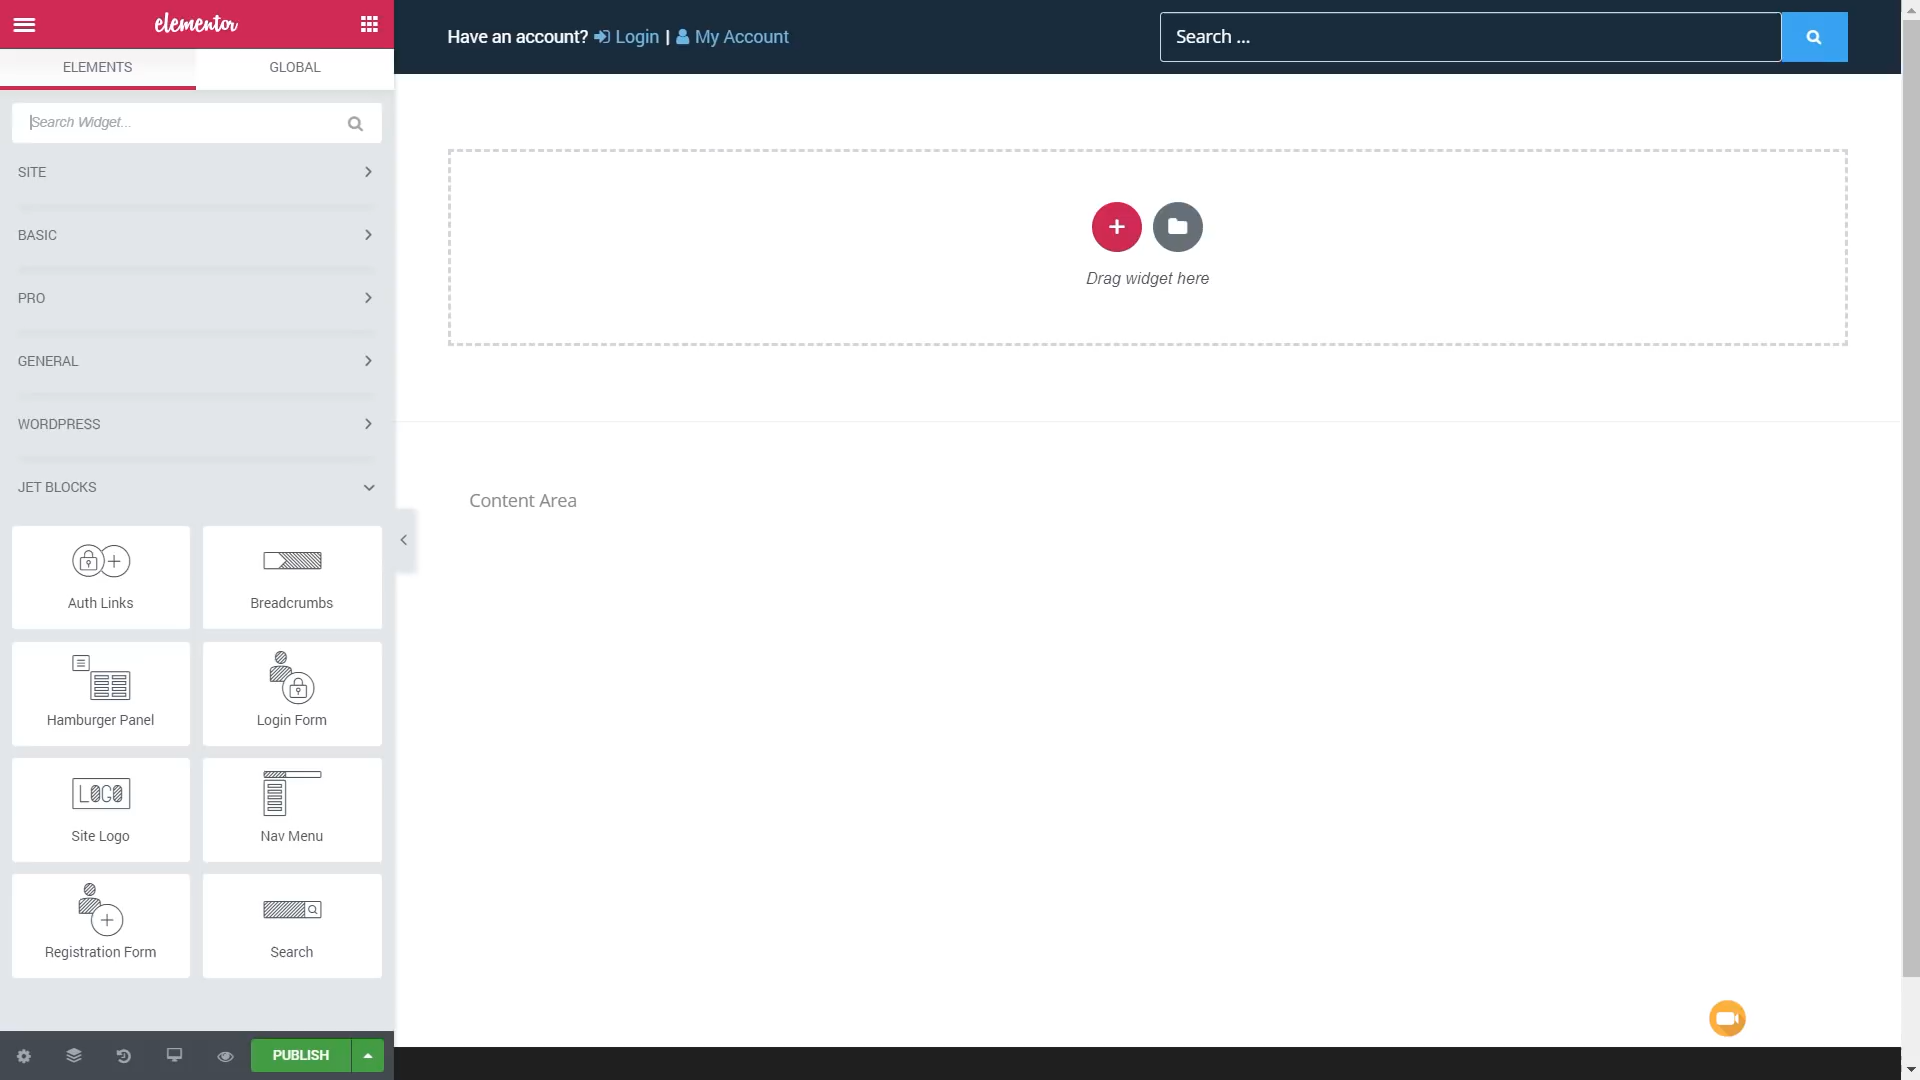 elementor
ELEMENTS
GLOBAL
Search Widget...
SITE
BASIC
PRO
GENERAL
WORDPRESS
JET BLOCKS
Auth Links
Breadcrumbs
Hamburger Panel
Login Form
LOGO
Site Logo
Nav Menu
Registration Form
Search
PUBLISH
Have an account? Login | My Account
Search ...
Drag widget here
Content Area